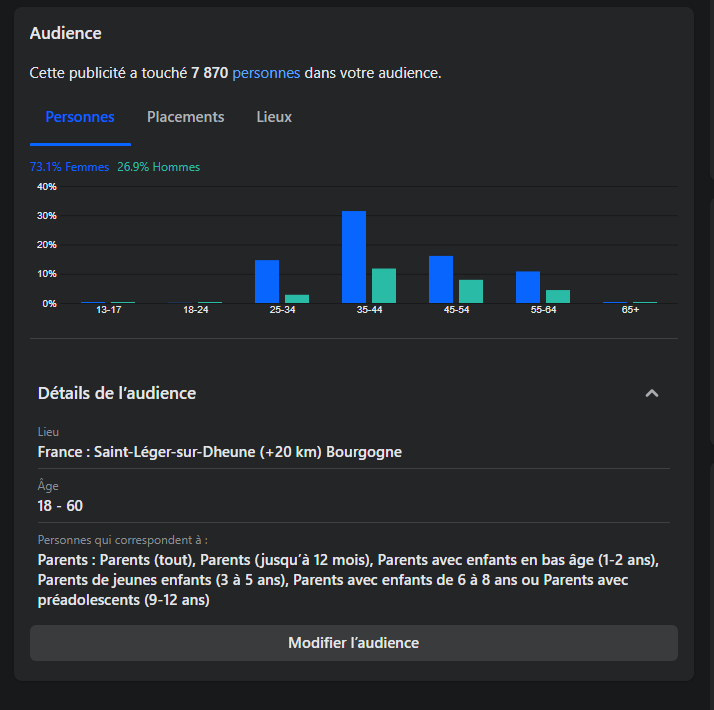 Audience
Cette publicité a touché 7 870 personnes dans votre audience.
Personnes Placements Lieux
73.1% Femmes 26.9% Hommes
40%
30%
20%
10%
0%
13-17 18-24 25-34 35-44 45-54 55-64 65+
Détails de l’audience
Lieu
France : Saint-Léger-sur-Dheune (+20 km) Bourgogne
Âge
18 - 60
Personnes qui correspondent à :
Parents : Parents (tout), Parents (jusqu’à 12 mois), Parents avec enfants en bas âge (1-2 ans),
Parents de jeunes enfants (3 à 5 ans), Parents avec enfants de 6 à 8 ans ou Parents avec
préadolescents (9-12 ans)
Modifier l’audience